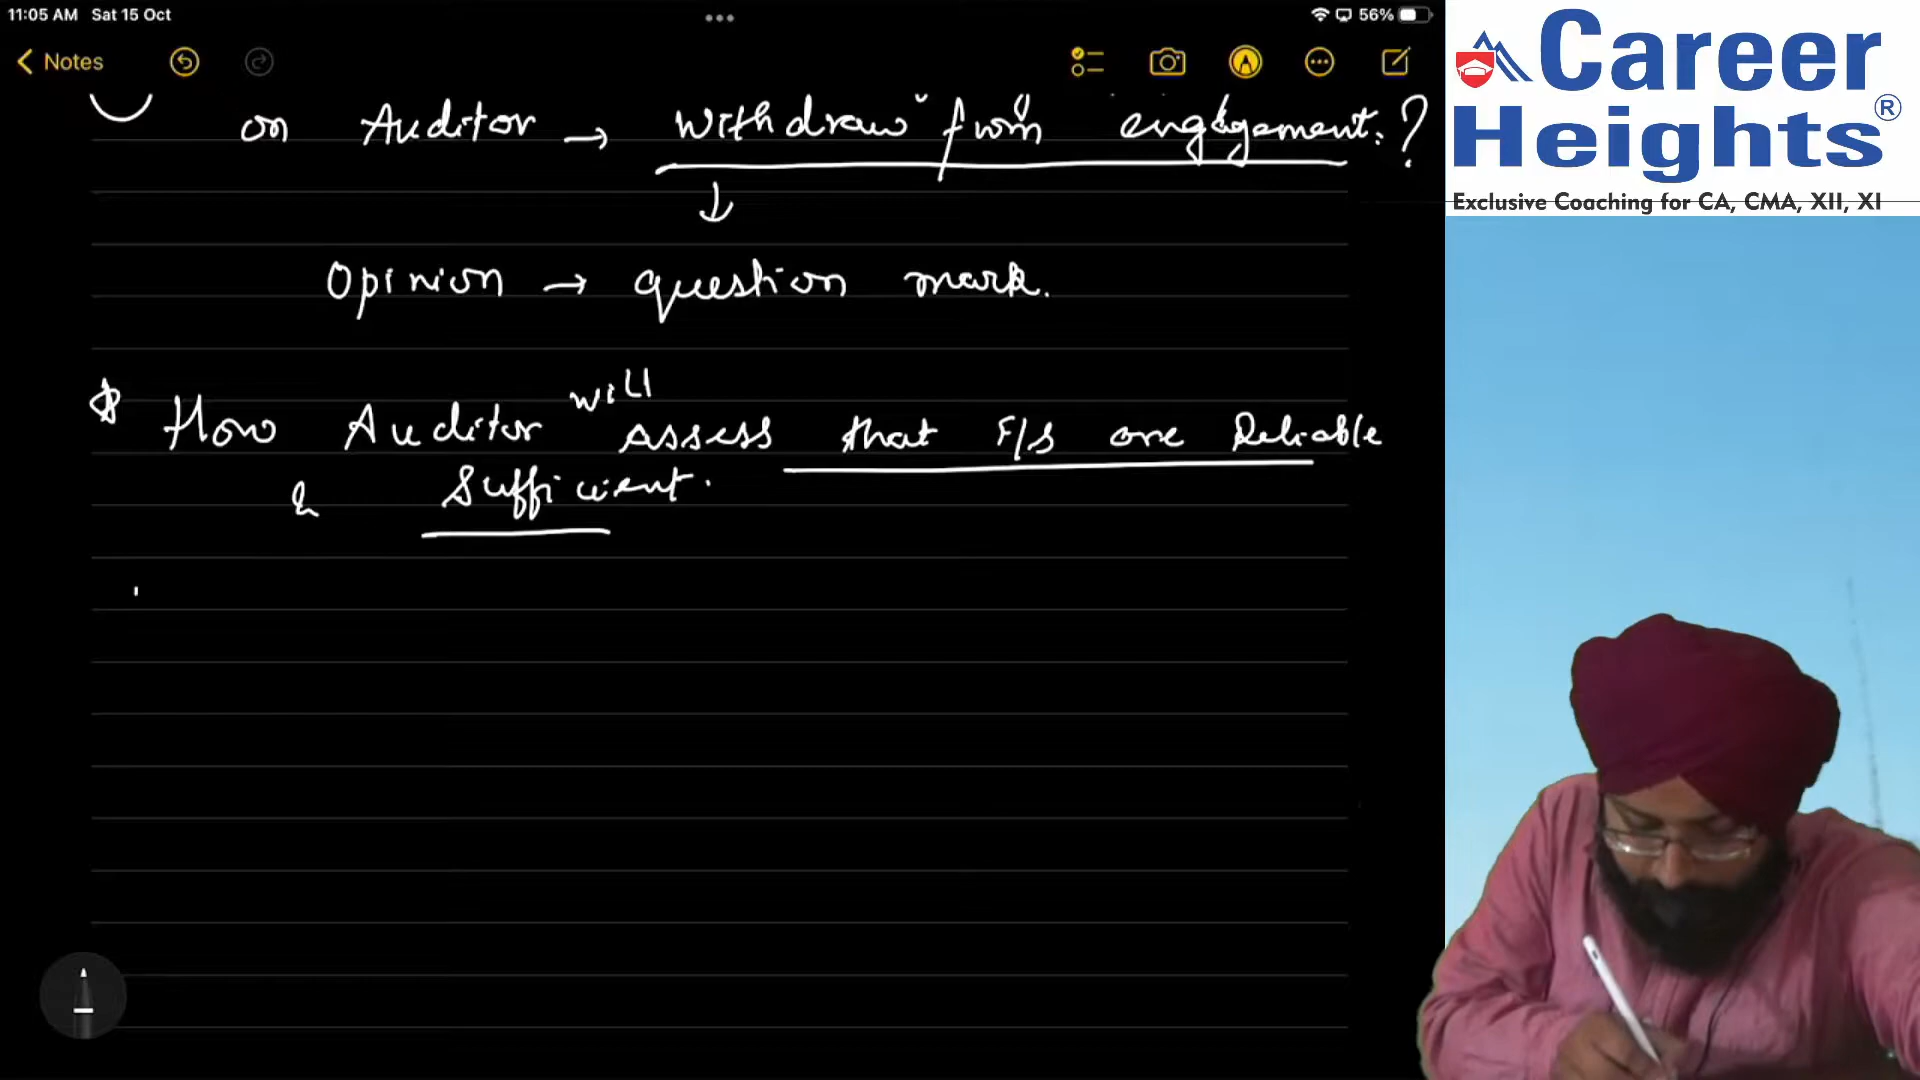 11:05 AM Sat 15 Oct
56%
Notes
on Auditor → withdraw from engagement. ?
↓
Opinion → question mark.
How Auditor will Assess that F/S are Reliable
& Sufficient.
Career
Heights®
Exclusive Coaching for CA, CMA, XII, XI